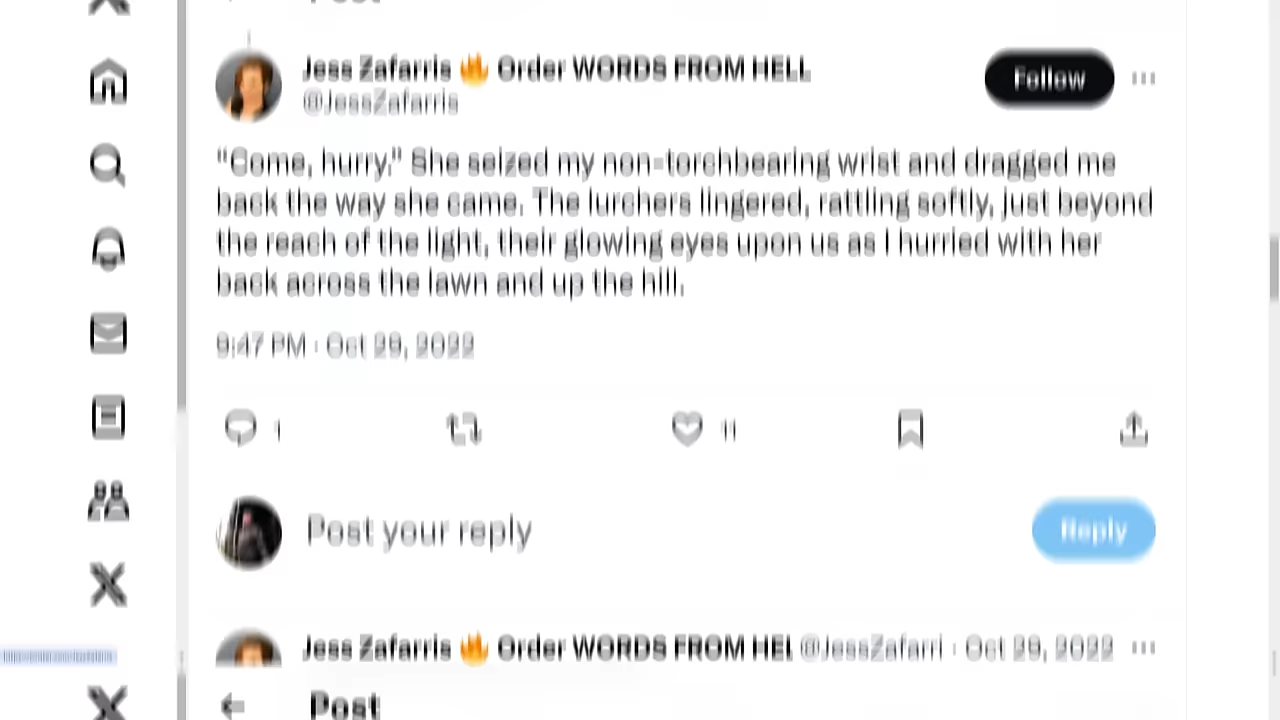 Post
Jess Zafarris 🔥 Order WORDS FROM HELL
Follow
@JessZafarris
"Come, hurry." She seized my non-torchbearing wrist and dragged me
back the way she came. The lurchers lingered, rattling softly, just beyond
the reach of the light, their glowing eyes upon us as I hurried with her
back across the lawn and up the hill.
9:47 PM · Oct 29, 2022
1 11
Post your reply
Reply
Jess Zafarris 🔥 Order WORDS FROM HEL @JessZafarri · Oct 29, 2022
Post